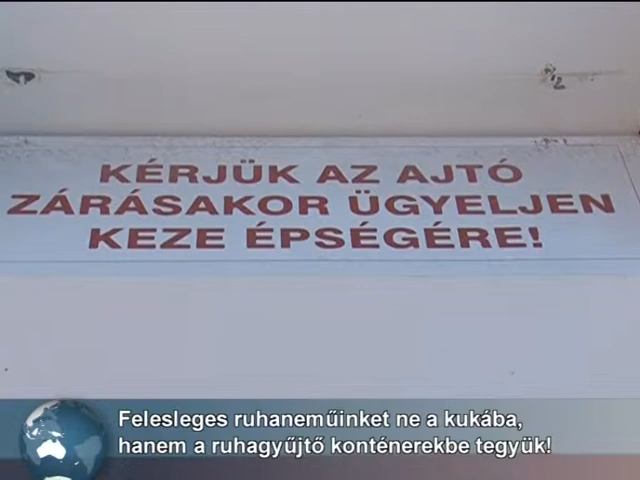 KÉRJÜK AZ AJTÓ
ZÁRÁSAKOR ÜGYELJEN
KEZE ÉPSÉGÉRE!
Felesleges ruhaneműinket ne a kukába,
hanem a ruhagyűjtő konténerekbe tegyük!